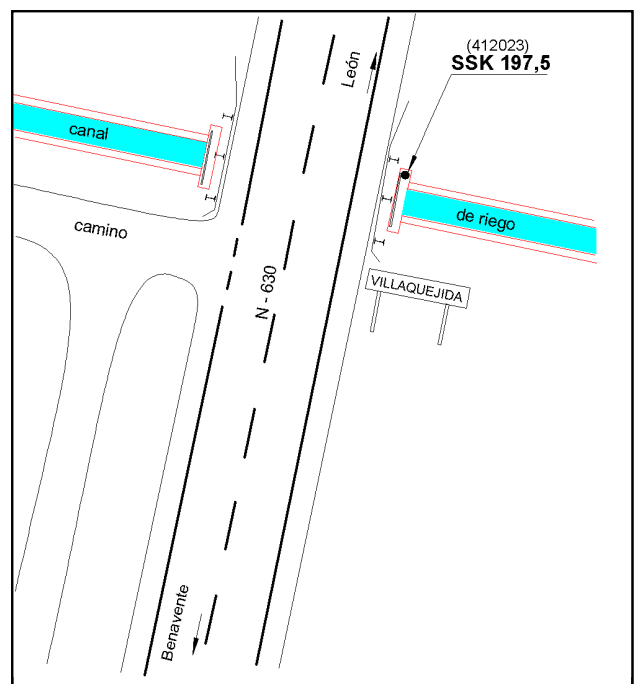 (412023)
SSK 197,5
León
canal
de riego
camino
N - 630
VILLAQUEJIDA
Benavente